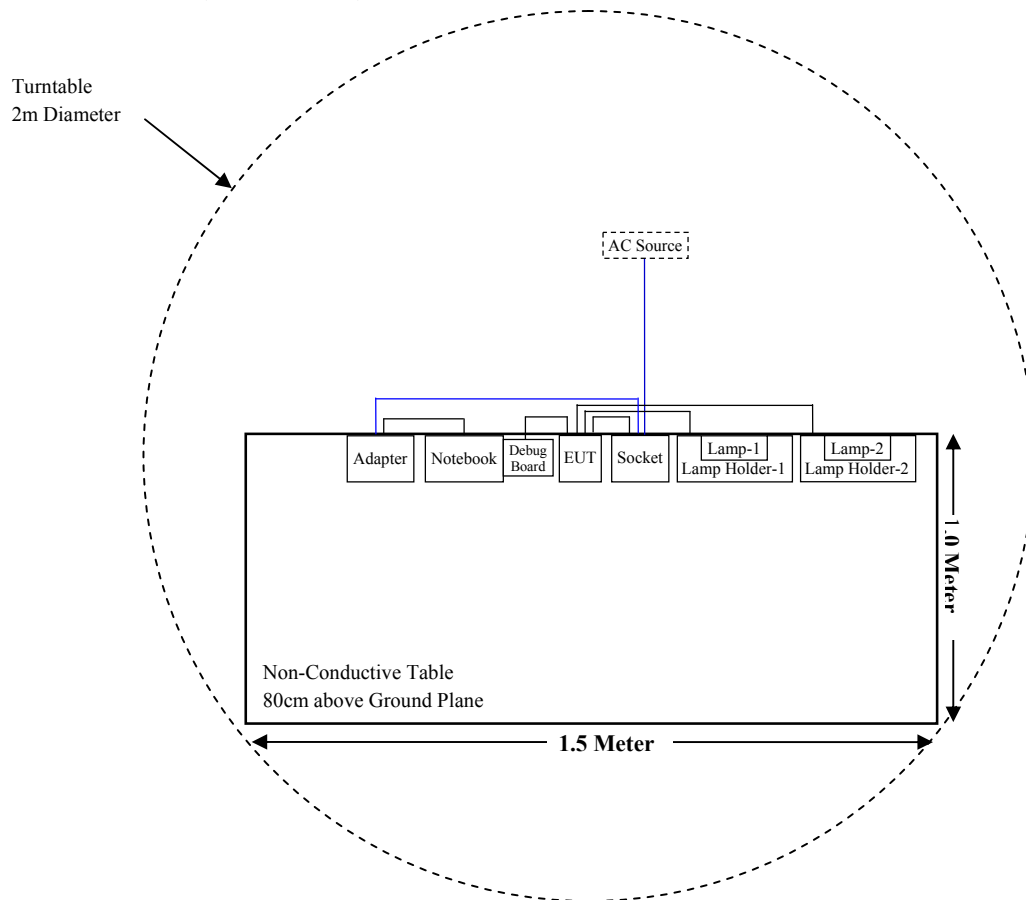 Turntable
2m Diameter
AC Source
Adapter
Notebook
Debug
Board
EUT
Socket
Lamp-1
Lamp Holder-1
Lamp-2
Lamp Holder-2
1.0 Meter
Non-Conductive Table
80cm above Ground Plane
1.5 Meter